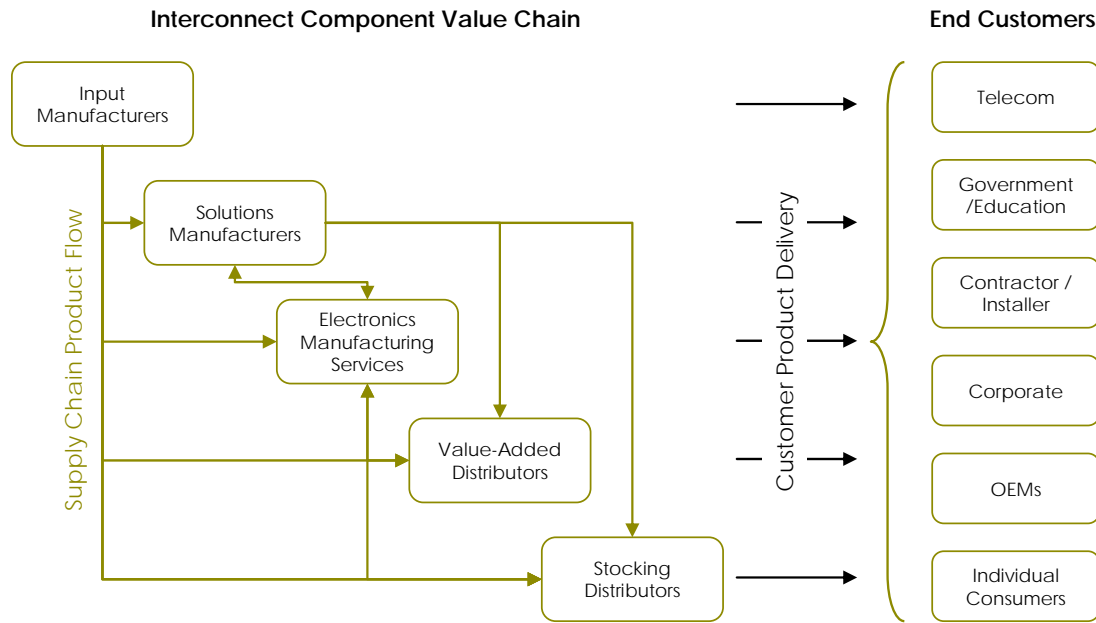 Interconnect Component Value Chain
End Customers
Input
Manufacturers
Solutions
Manufacturers
Electronics
Manufacturing
Services
Value-Added
Distributors
Stocking
Distributors
Supply Chain Product Flow
Customer Product Delivery
Telecom
Government
/Education
Contractor /
Installer
Corporate
OEMs
Individual
Consumers